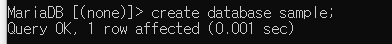 MariaDB [(none)]> create database sample;
Query OK, 1 row affected (0.001 sec)